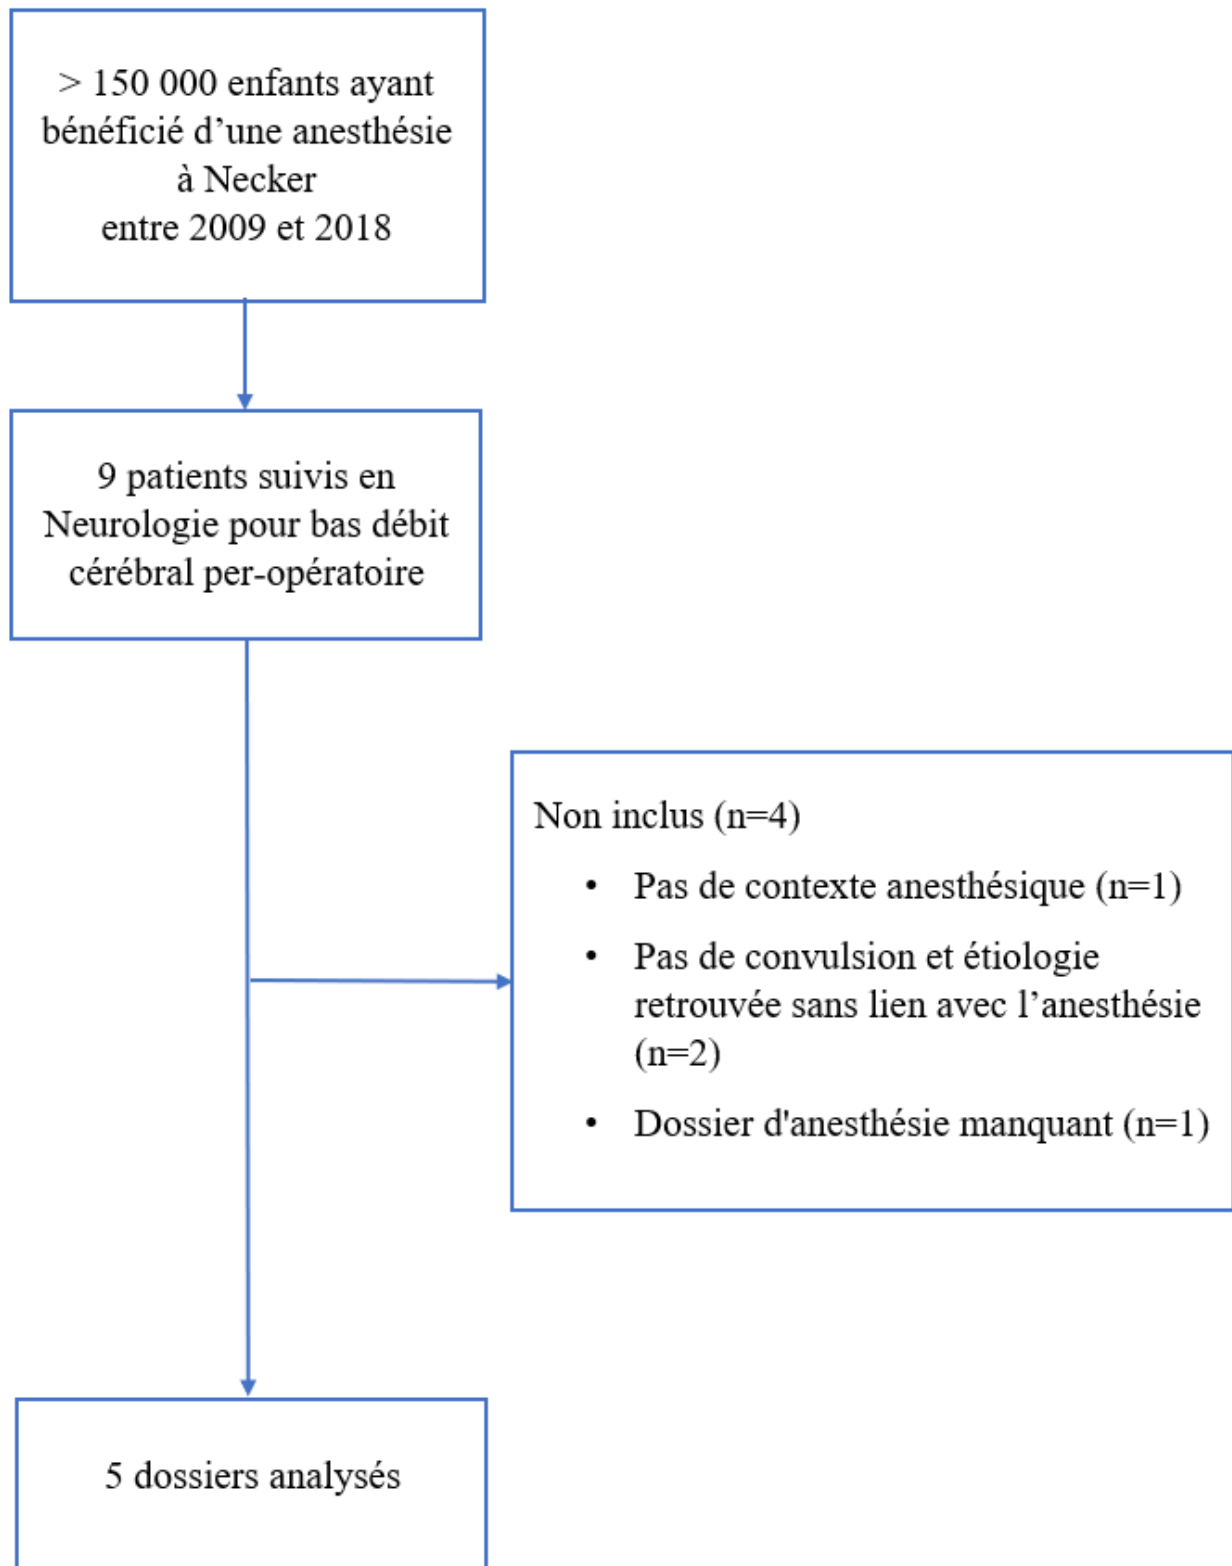 > 150 000 enfants ayant
bénéficié d’une anesthésie
à Necker
entre 2009 et 2018
9 patients suivis en
Neurologie pour bas débit
cérébral per-opératoire
Non inclus (n=4)
• Pas de contexte anesthésique (n=1)
• Pas de convulsion et étiologie
retrouvée sans lien avec l’anesthésie
(n=2)
• Dossier d'anesthésie manquant (n=1)
5 dossiers analysés